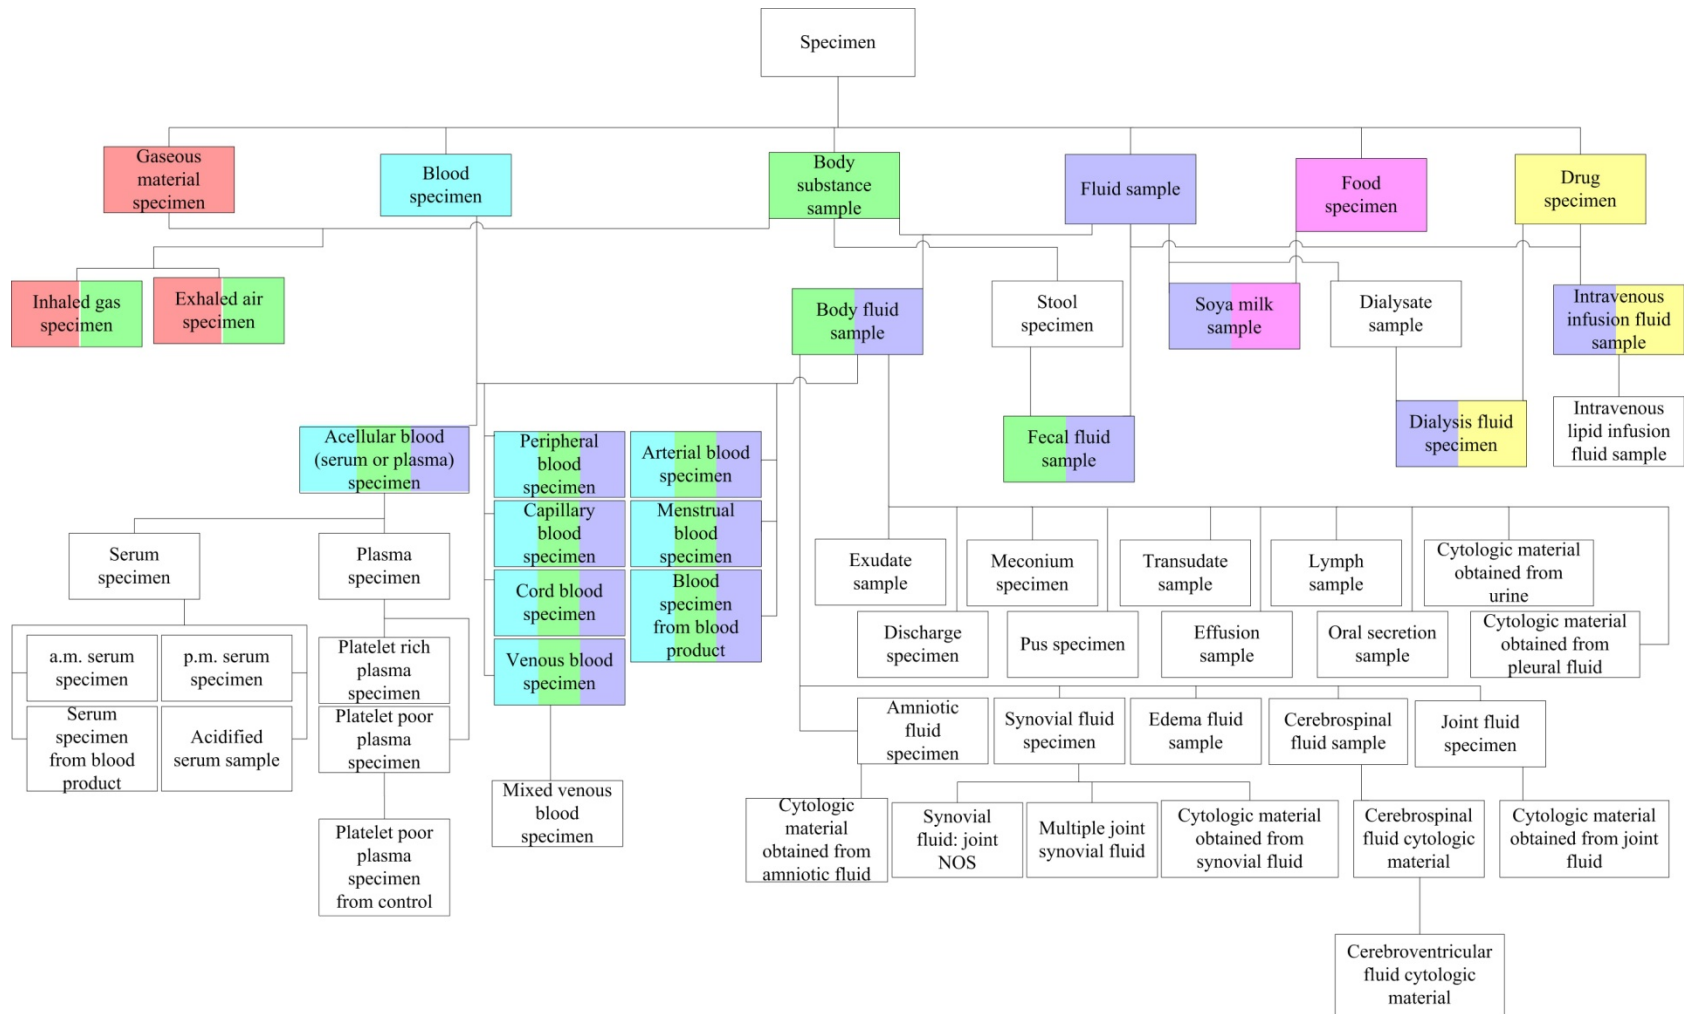 Specimen
Gaseous
material
specimen
Blood
specimen
Body
substance
sample
Fluid sample
Food
specimen
Drug
specimen
Inhaled gas
specimen
Exhaled air
specimen
Body fluid
sample
Stool
specimen
Soya milk
sample
Dialysate
sample
Intravenous
infusion fluid
sample
Acellular blood
(serum or plasma)
specimen
Peripheral
blood
specimen
Arterial blood
specimen
Fecal fluid
sample
Dialysis fluid
specimen
Intravenous
lipid infusion
fluid sample
Capillary
blood
specimen
Menstrual
blood
specimen
Serum
specimen
Plasma
specimen
Cord blood
specimen
Blood
specimen
from blood
product
Exudate
sample
Meconium
specimen
Transudate
sample
Lymph
sample
Cytologic material
obtained from
urine
Discharge
specimen
Pus specimen
Effusion
sample
Oral secretion
sample
Cytologic material
obtained from
pleural fluid
a.m. serum
specimen
p.m. serum
specimen
Platelet rich
plasma
specimen
Venous blood
specimen
Serum
specimen
from blood
product
Acidified
serum sample
Platelet poor
plasma
specimen
Amniotic
fluid
specimen
Synovial fluid
specimen
Edema fluid
sample
Cerebrospinal
fluid sample
Joint fluid
specimen
Mixed venous
blood
specimen
Platelet poor
plasma
specimen
from control
Cytologic
material
obtained from
amniotic fluid
Synovial
fluid: joint
NOS
Multiple joint
synovial fluid
Cytologic material
obtained from
synovial fluid
Cerebrospinal
fluid cytologic
material
Cytologic material
obtained from joint
fluid
Cerebroventricular
fluid cytologic
material